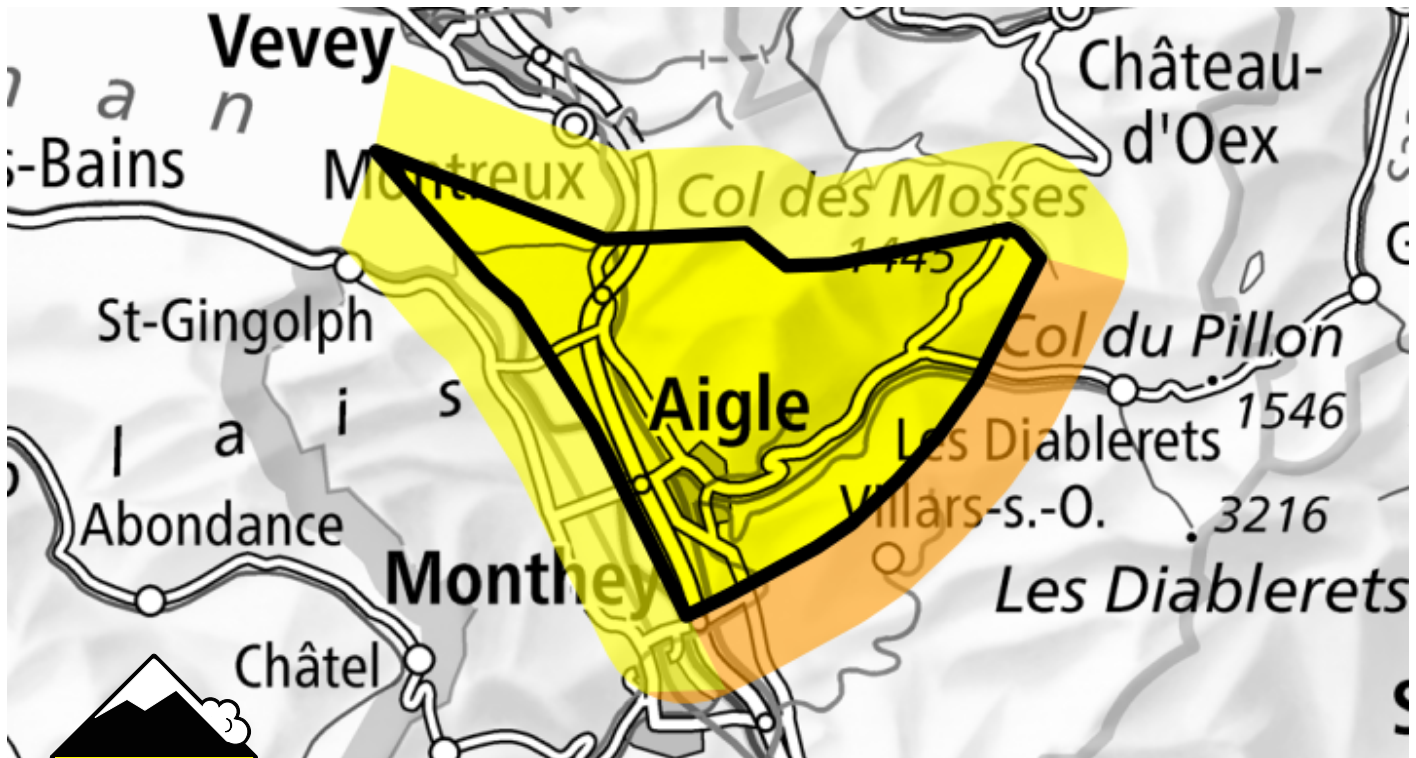 Vevey
Château-
d'Oex
n a n
s-Bains
Montreux
Col des Mosses
1445
G
St-Gingolph
Col du Pillon
1546
l a i s
Aigle
Les Diablerets
Villars-s.-O.
3216
Abondance
Monthey
Les Diablerets
Châtel
S